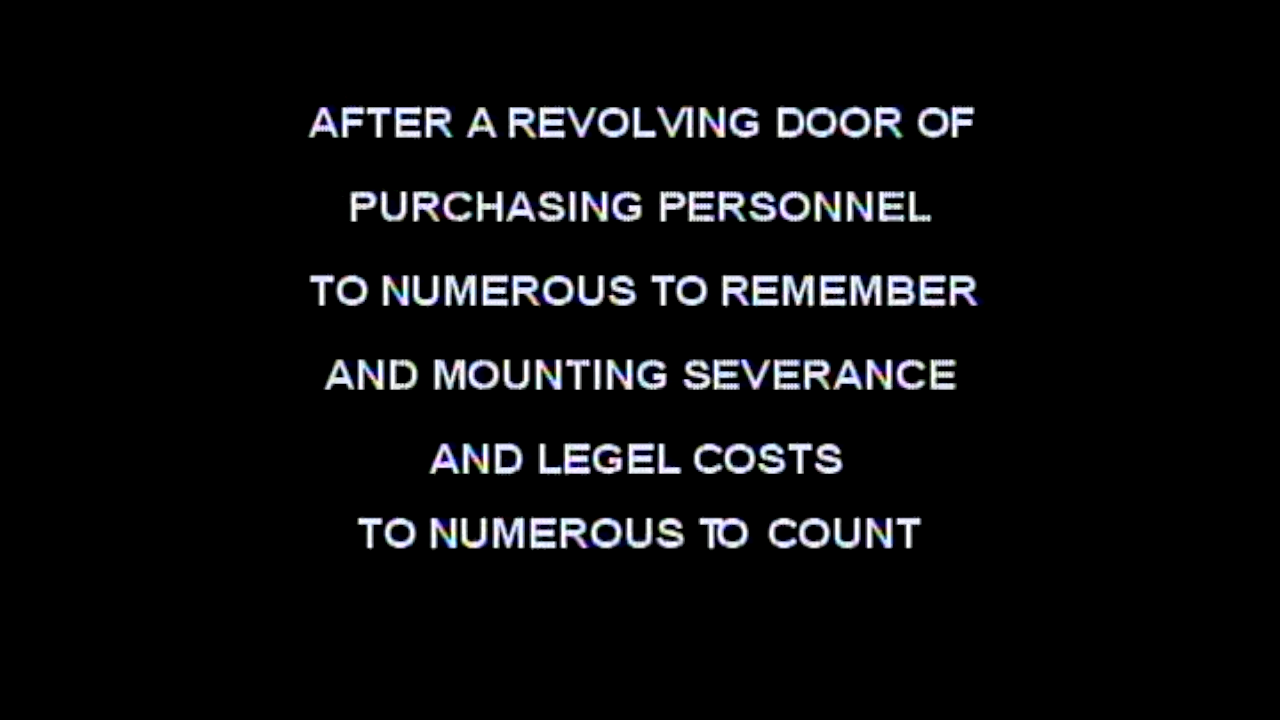 AFTER A REVOLVING DOOR OF
PURCHASING PERSONNEL
TO NUMEROUS TO REMEMBER
AND MOUNTING SEVERANCE
AND LEGEL COSTS
TO NUMEROUS TO COUNT